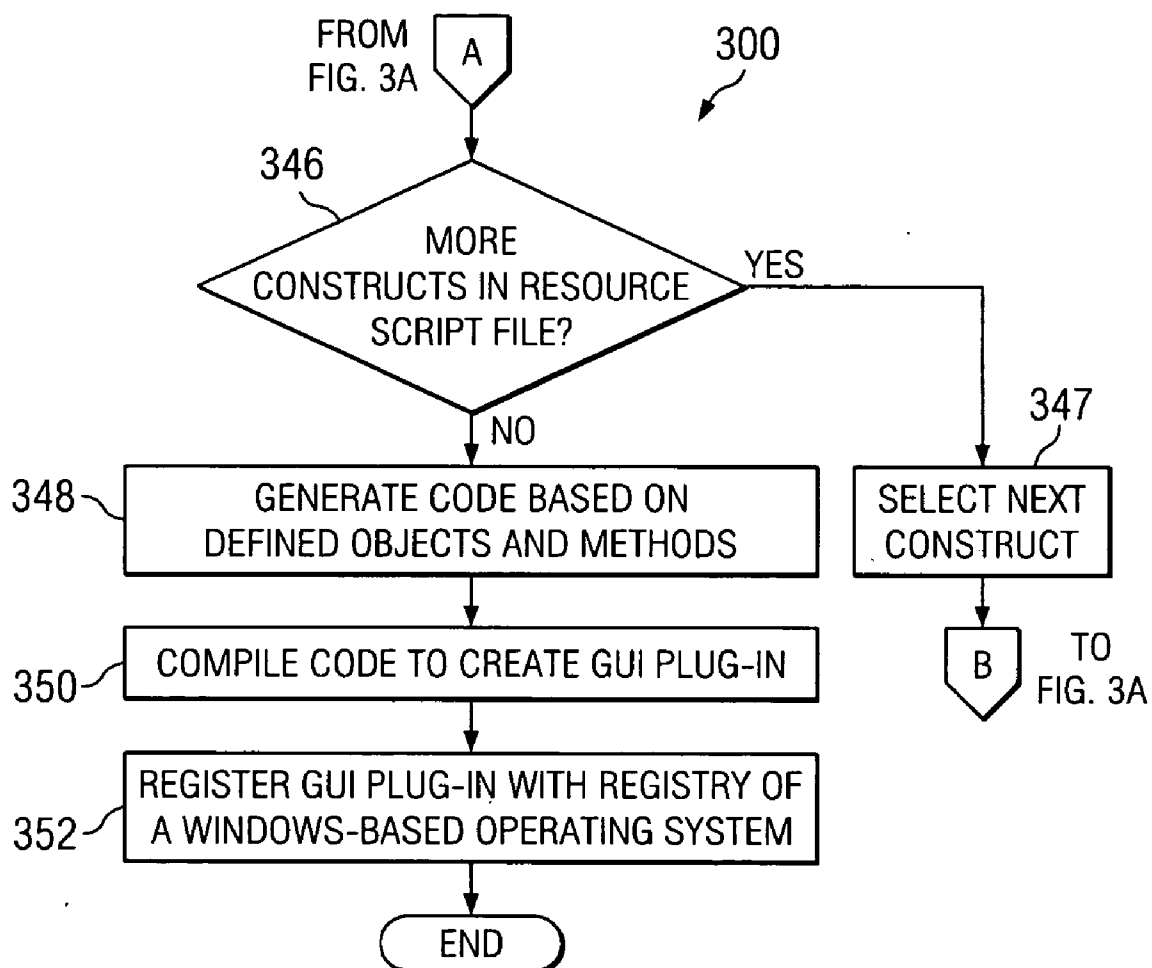 FROM
FIG. 3A
A
300
346
MORE
CONSTRUCTS IN RESOURCE
SCRIPT FILE?
YES
NO
347
348
GENERATE CODE BASED ON
DEFINED OBJECTS AND METHODS
SELECT NEXT
CONSTRUCT
350
COMPILE CODE TO CREATE GUI PLUG-IN
B
TO
FIG. 3A
352
REGISTER GUI PLUG-IN WITH REGISTRY OF
A WINDOWS-BASED OPERATING SYSTEM
END